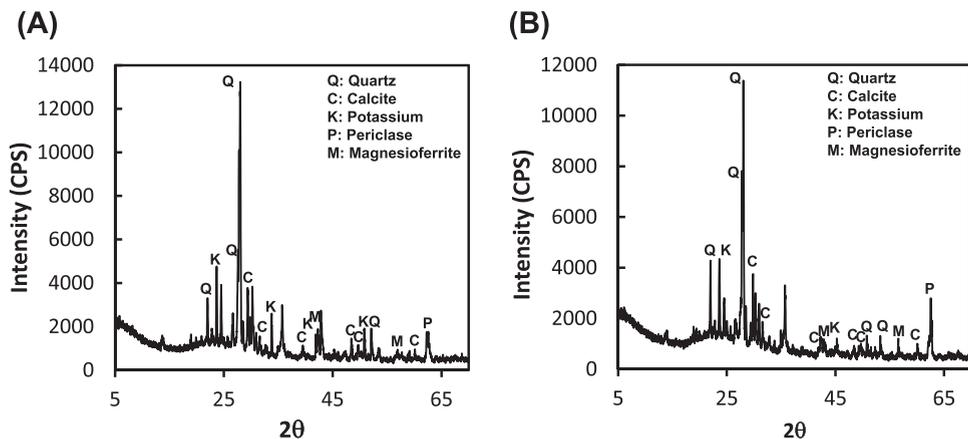 (A)
14000
12000
10000
8000
6000
4000
2000
0
Intensity (CPS)
Q: Quartz
C: Calcite
K: Potassium
P: Periclase
M: Magnesioferrite
Q
Q
K
Q
C
C
K
C
K
M
C
C
K
Q
M
C
P
5
25
45
65
2θ
(B)
12000
10000
8000
6000
4000
2000
0
Intensity (CPS)
Q: Quartz
C: Calcite
K: Potassium
P: Periclase
M: Magnesioferrite
Q
Q
Q
K
C
C
C
M
K
C
C
Q
Q
M
C
P
5
25
45
65
2θ